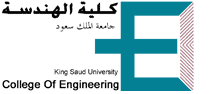 كلية الهندسة
جامعة الملك سعود
King Saud University
College Of Engineering